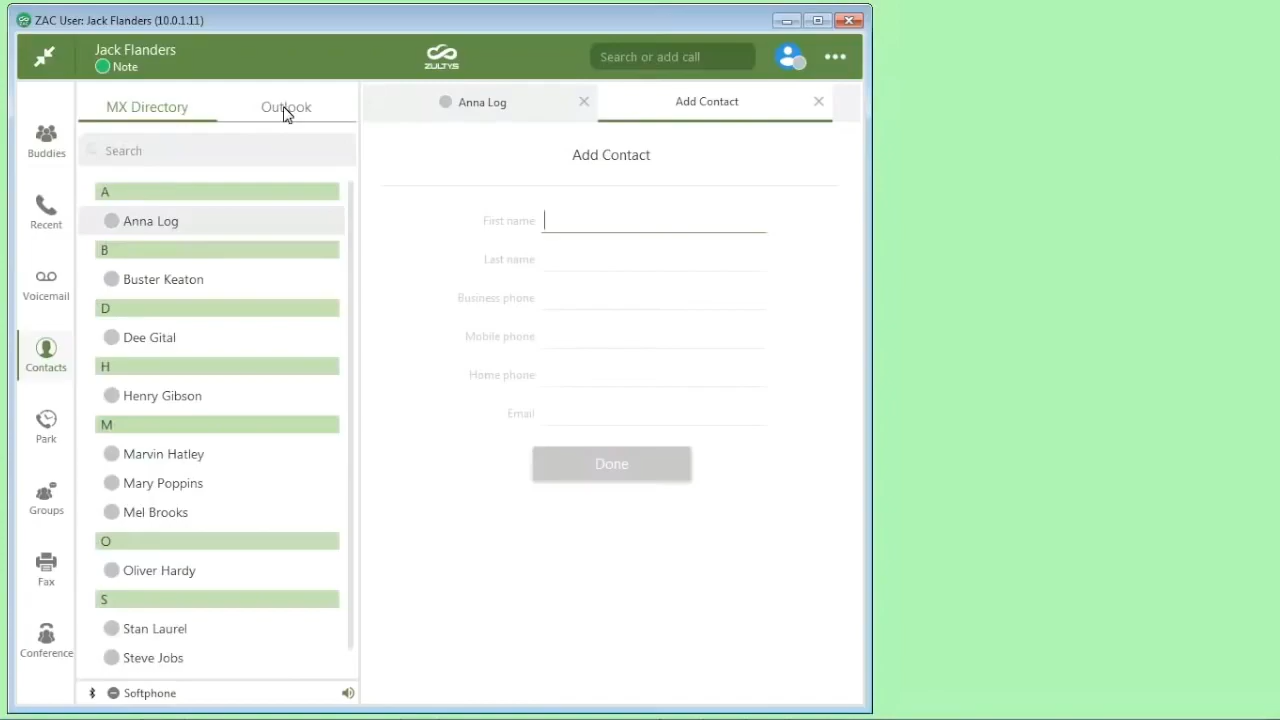 ZAC User: Jack Flanders (10.0.1.11)
Jack Flanders
Note
ZULTYS
Search or add call
Buddies
Recent
Voicemail
Contacts
Park
Groups
Fax
Conference
MX Directory
Outlook
Search
A
Anna Log
B
Buster Keaton
D
Dee Gital
H
Henry Gibson
M
Marvin Hatley
Mary Poppins
Mel Brooks
O
Oliver Hardy
S
Stan Laurel
Steve Jobs
Softphone
Anna Log
Add Contact
Add Contact
First name
Last name
Business phone
Mobile phone
Home phone
Email
Done